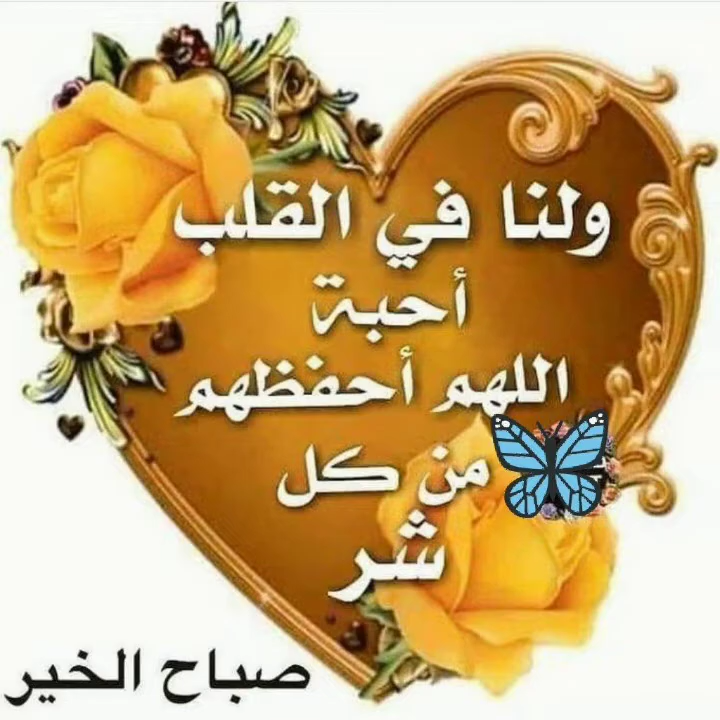 ولنا في القلب
أحبة
اللهم أحفظهم
من كل
شر
صباح الخير